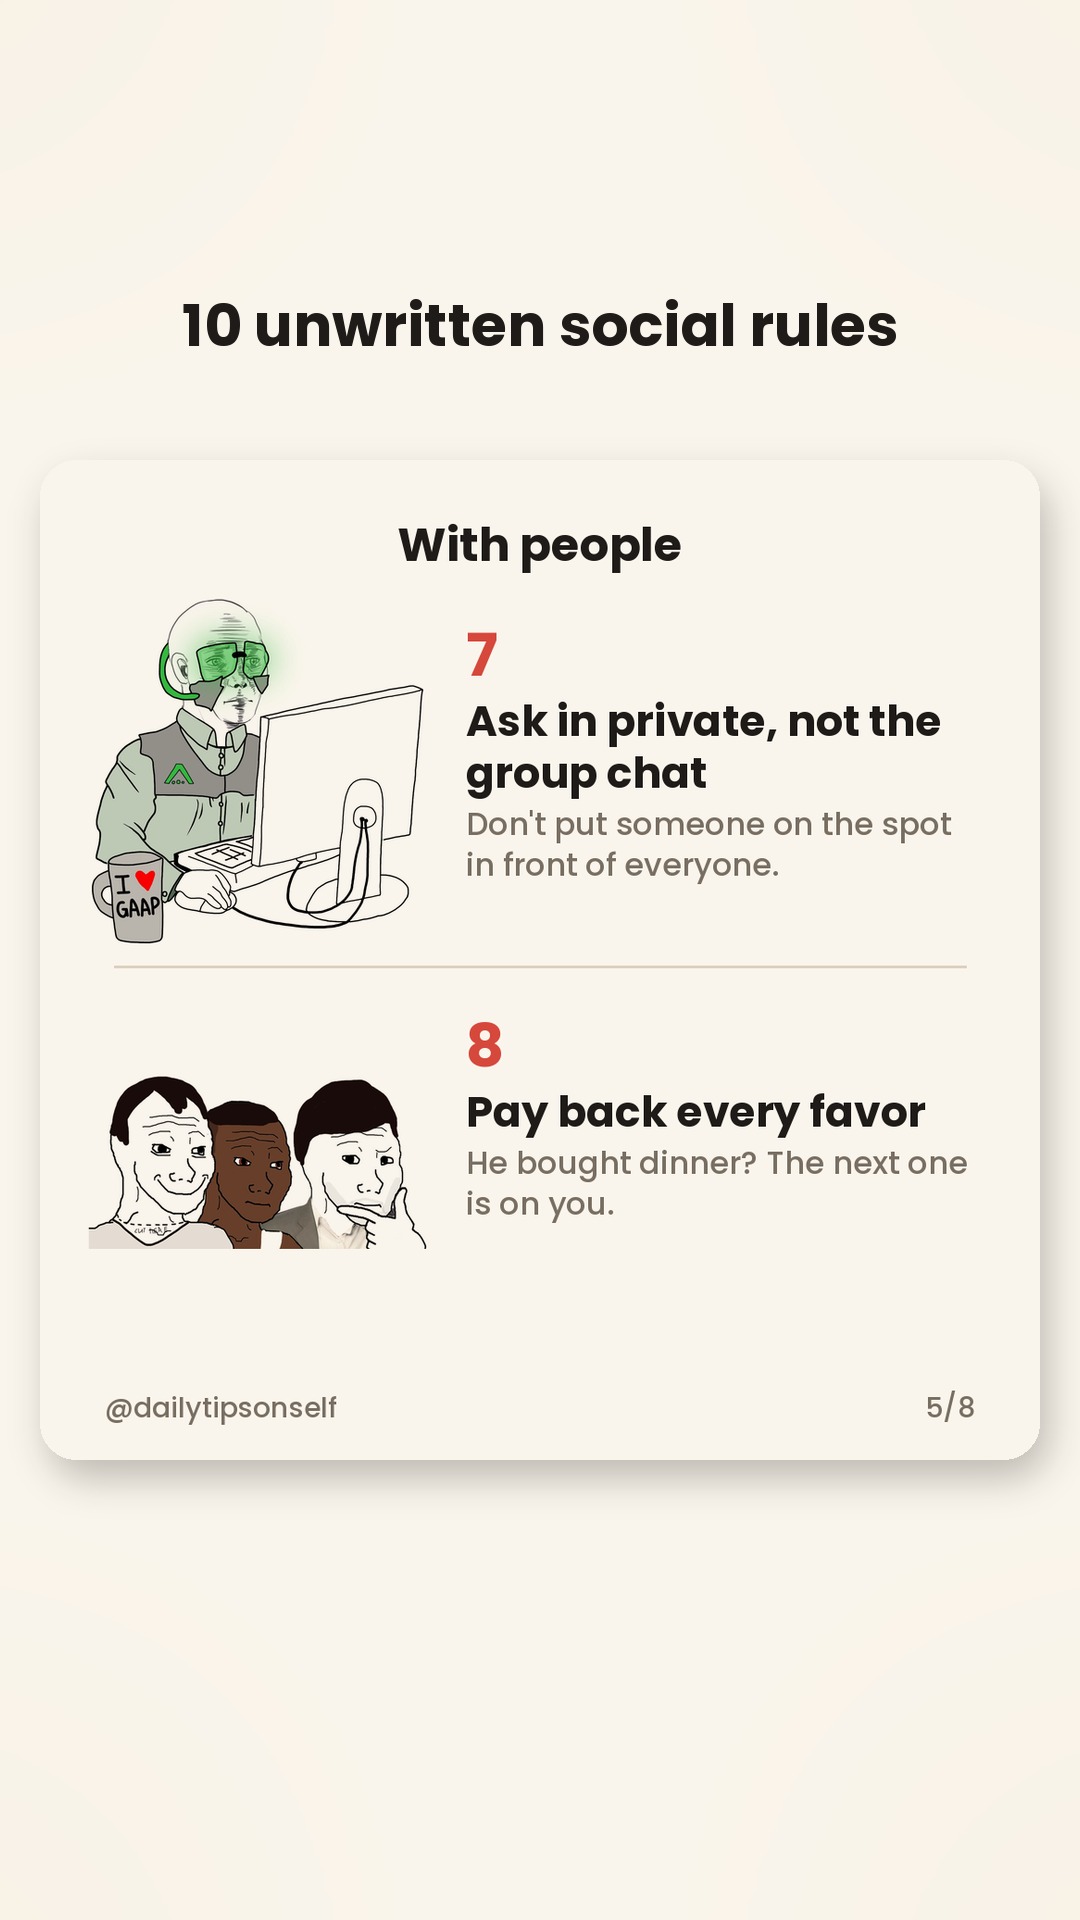 10 unwritten social rules
With people
7
Ask in private, not the
group chat
Don't put someone on the spot
in front of everyone.
I ♥
GAAP
8
Pay back every favor
He bought dinner? The next one
is on you.
@dailytipsonself
5/8